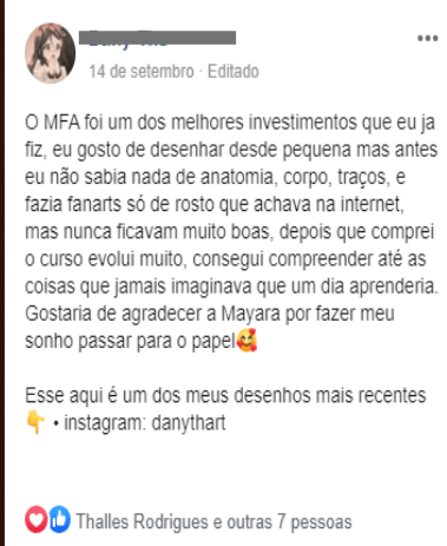 14 de setembro · Editado
O MFA foi um dos melhores investimentos que eu ja
fiz, eu gosto de desenhar desde pequena mas antes
eu não sabia nada de anatomia, corpo, traços, e
fazia fanarts só de rosto que achava na internet,
mas nunca ficavam muito boas, depois que comprei
o curso evolui muito, consegui compreender até as
coisas que jamais imaginava que um dia aprenderia.
Gostaria de agradecer a Mayara por fazer meu
sonho passar para o papel🥰
Esse aqui é um dos meus desenhos mais recentes
👇 • instagram: danythart
Thalles Rodrigues e outras 7 pessoas